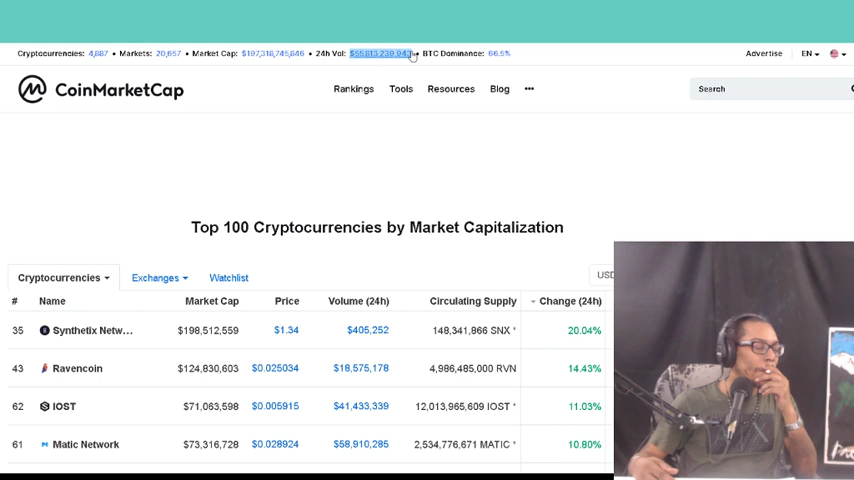 Cryptocurrencies: 4,887 • Markets: 20,657 • Market Cap: $197,318,745,646 • 24h Vol: $55,813,239,943 • BTC Dominance: 66.5% Advertise EN
CoinMarketCap Rankings Tools Resources Blog ••• Search
Top 100 Cryptocurrencies by Market Capitalization
Cryptocurrencies Exchanges Watchlist USD
# Name Market Cap Price Volume (24h) Circulating Supply Change (24h)
35 Synthetix Netw... $198,512,559 $1.34 $405,252 148,341,866 SNX * 20.04%
43 Ravencoin $124,830,603 $0.025034 $18,575,178 4,986,485,000 RVN 14.43%
62 IOST $71,063,598 $0.005915 $41,433,339 12,013,965,609 IOST * 11.03%
61 Matic Network $73,316,728 $0.028924 $58,910,285 2,534,776,671 MATIC * 10.80%